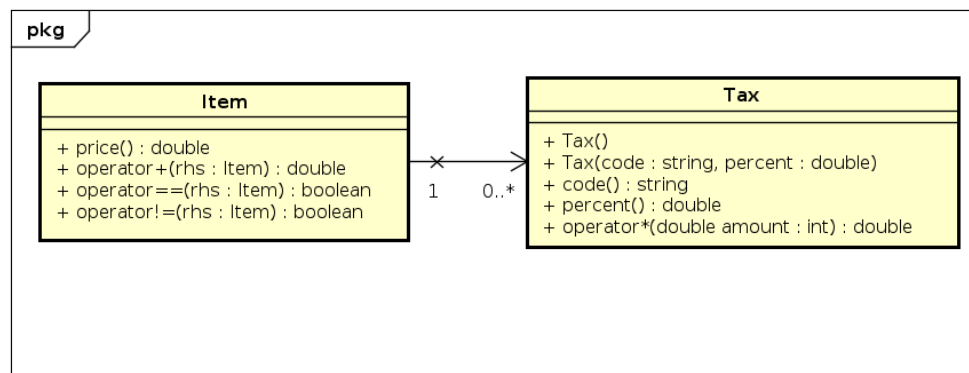 pkg
Item
+ price() : double
+ operator+(rhs : Item) : double
+ operator==(rhs : Item) : boolean
+ operator!=(rhs : Item) : boolean
1
0..*
Tax
+ Tax()
+ Tax(code : string, percent : double)
+ code() : string
+ percent() : double
+ operator*(double amount : int) : double